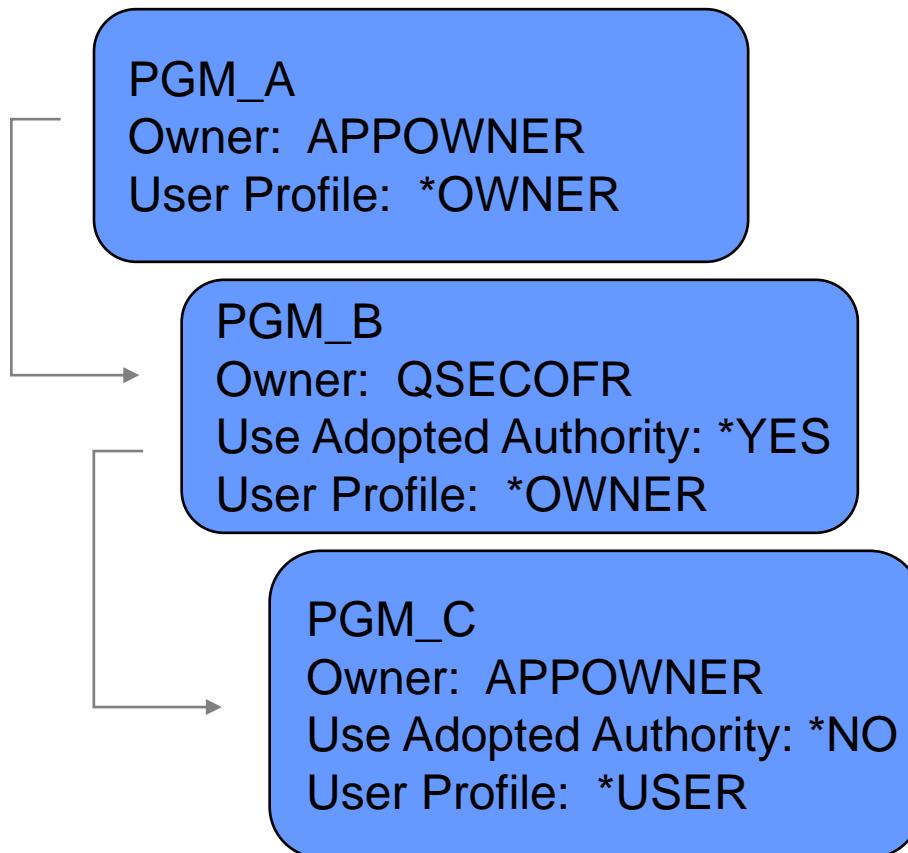 PGM_A
Owner:  APPOWNER
User Profile:  *OWNER
PGM_B
Owner:  QSECOFR
Use Adopted Authority: *YES
User Profile:  *OWNER
PGM_C
Owner:  APPOWNER
Use Adopted Authority: *NO
User Profile:  *USER